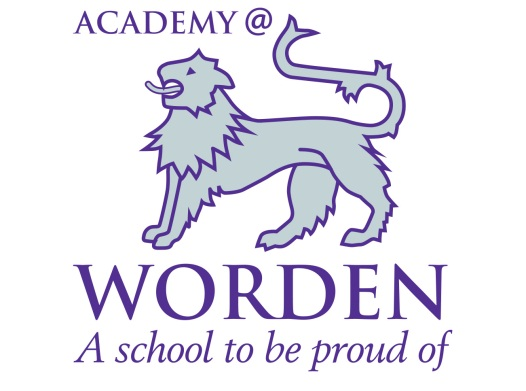 ACADEMY @
WORDEN
A school to be proud of